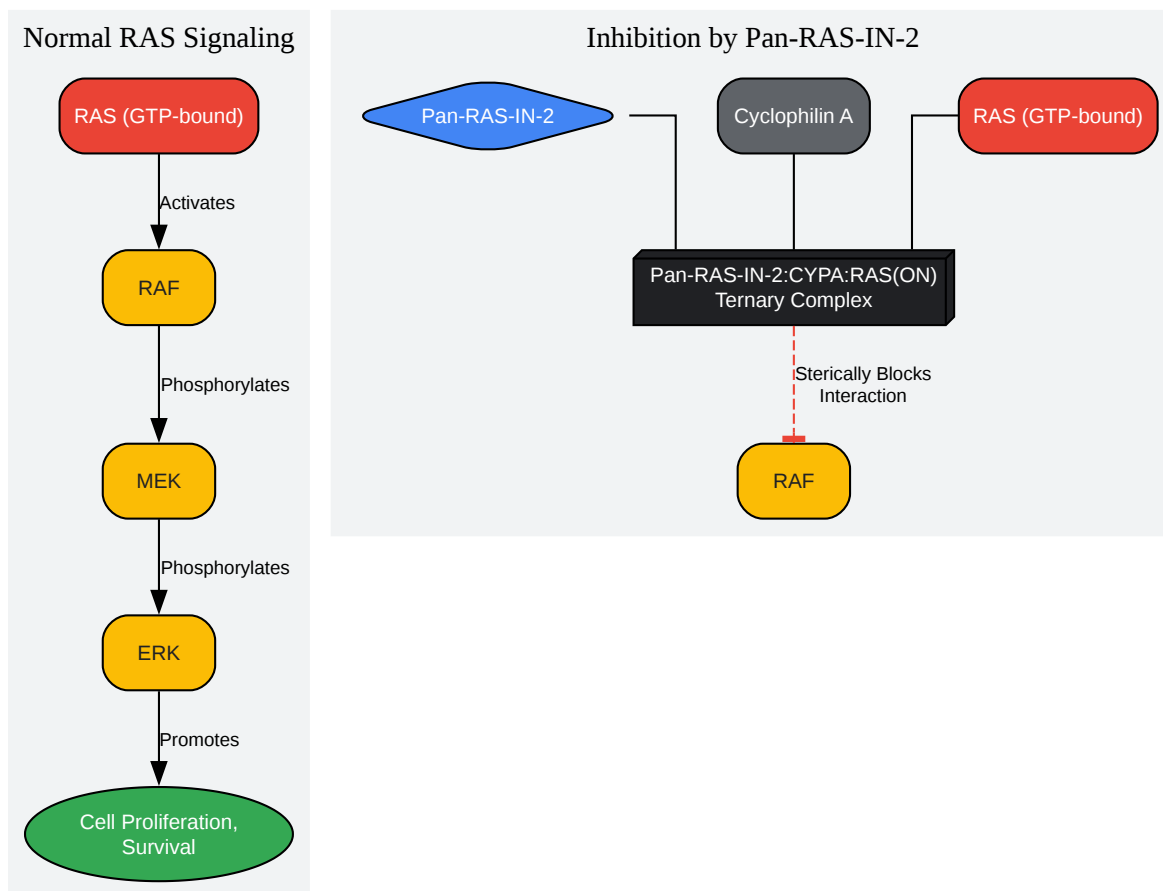 Normal RAS Signaling
RAS (GTP-bound)
Activates
RAF
Phosphorylates
MEK
Phosphorylates
ERK
Promotes
Cell Proliferation,
Survival
Inhibition by Pan-RAS-IN-2
Pan-RAS-IN-2
Cyclophilin A
RAS (GTP-bound)
Pan-RAS-IN-2:CYPA:RAS(ON)
Ternary Complex
Sterically Blocks
Interaction
RAF